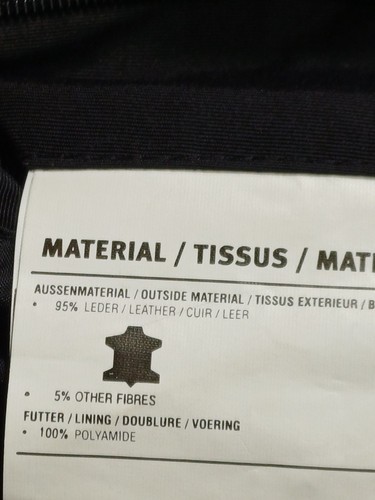 MATERIAL / TISSUS / MATE
AUSSENMATERIAL / OUTSIDE MATERIAL / TISSUS EXTERIEUR / B
• 95% LEDER / LEATHER / CUIR / LEER
• 5% OTHER FIBRES
FUTTER / LINING / DOUBLURE / VOERING
• 100% POLYAMIDE